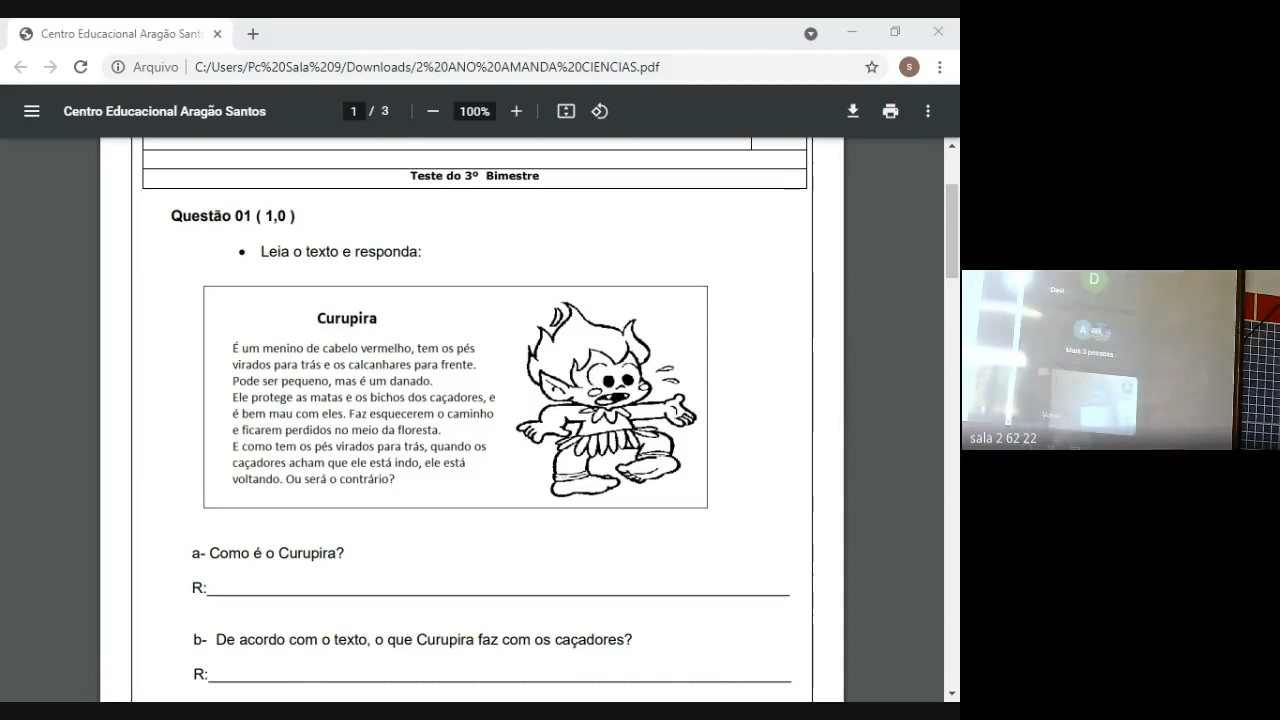 Centro Educacional Aragão Sant
Arquivo
C:/Users/Pc%20Sala%209/Downloads/2%20ANO%20AMANDA%20CIENCIAS.pdf
S
Centro Educacional Aragão Santos
1 / 3
100%
Teste do 3º Bimestre
Questão 01 ( 1,0 )
• Leia o texto e responda:
Curupira
É um menino de cabelo vermelho, tem os pés
virados para trás e os calcanhares para frente.
Pode ser pequeno, mas é um danado.
Ele protege as matas e os bichos dos caçadores, e
é bem mau com eles. Faz esquecerem o caminho
e ficarem perdidos no meio da floresta.
E como tem os pés virados para trás, quando os
caçadores acham que ele está indo, ele está
voltando. Ou será o contrário?
a- Como é o Curupira?
R:
b- De acordo com o texto, o que Curupira faz com os caçadores?
R:
D
Davi
A
Mais 3 pessoas
sala 2 62 22